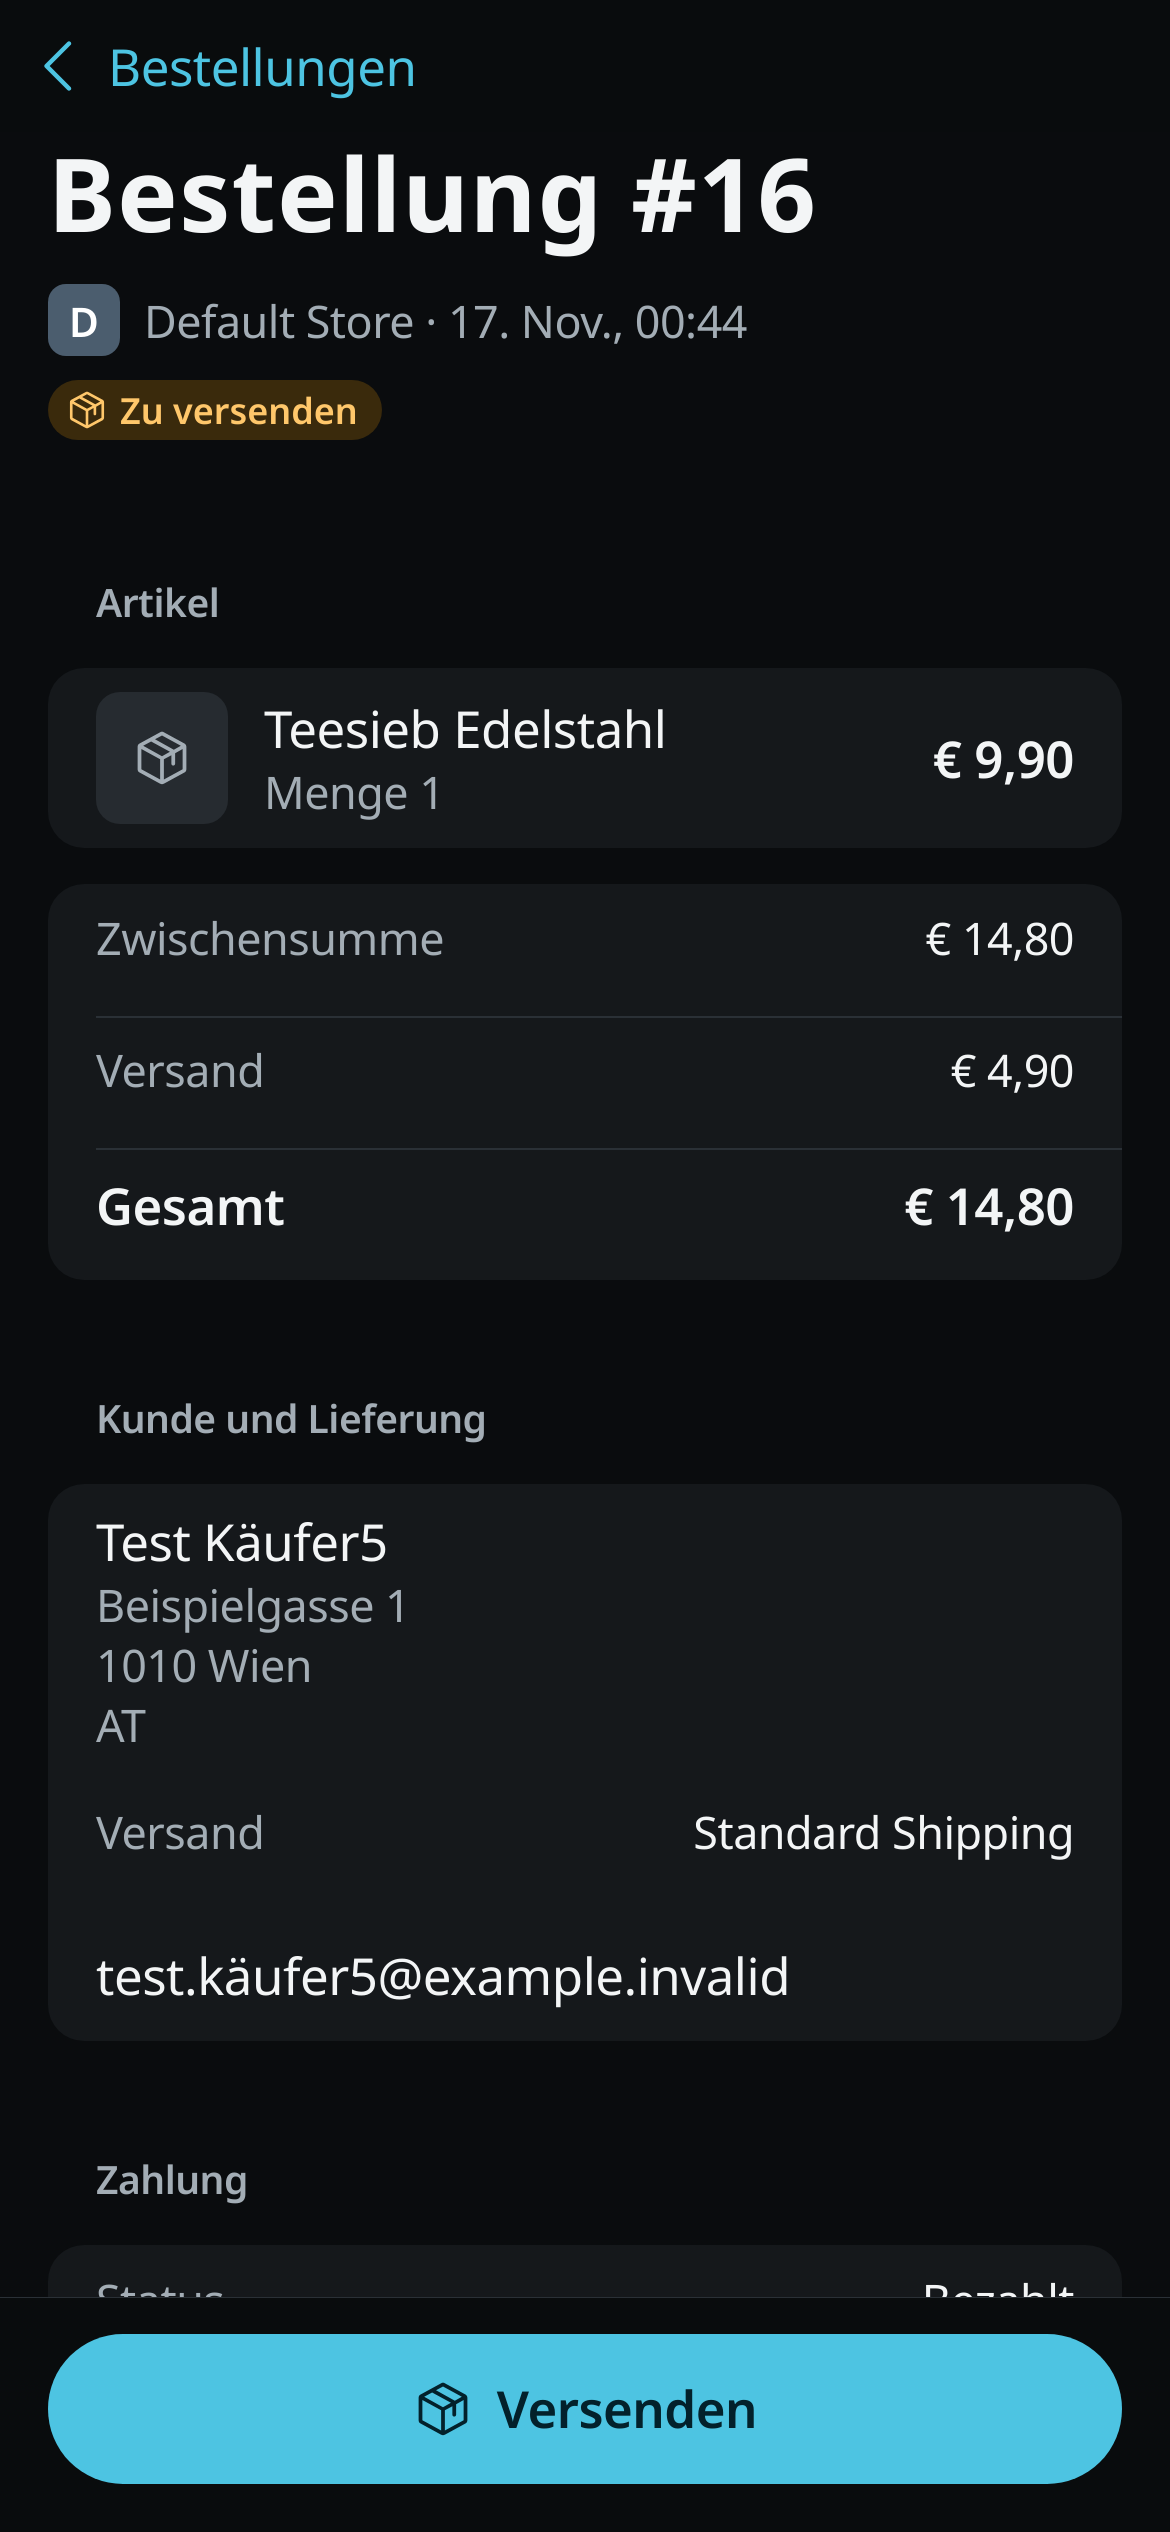 Bestellungen
Bestellung #16
D
Default Store · 17. Nov., 00:44
Zu versenden
Artikel
Teesieb Edelstahl
Menge 1
€ 9,90
Zwischensumme € 14,80
Versand € 4,90
Gesamt € 14,80
Kunde und Lieferung
Test Käufer5
Beispielgasse 1
1010 Wien
AT
Versand Standard Shipping
test.käufer5@example.invalid
Zahlung
Status Bezahlt
Versenden